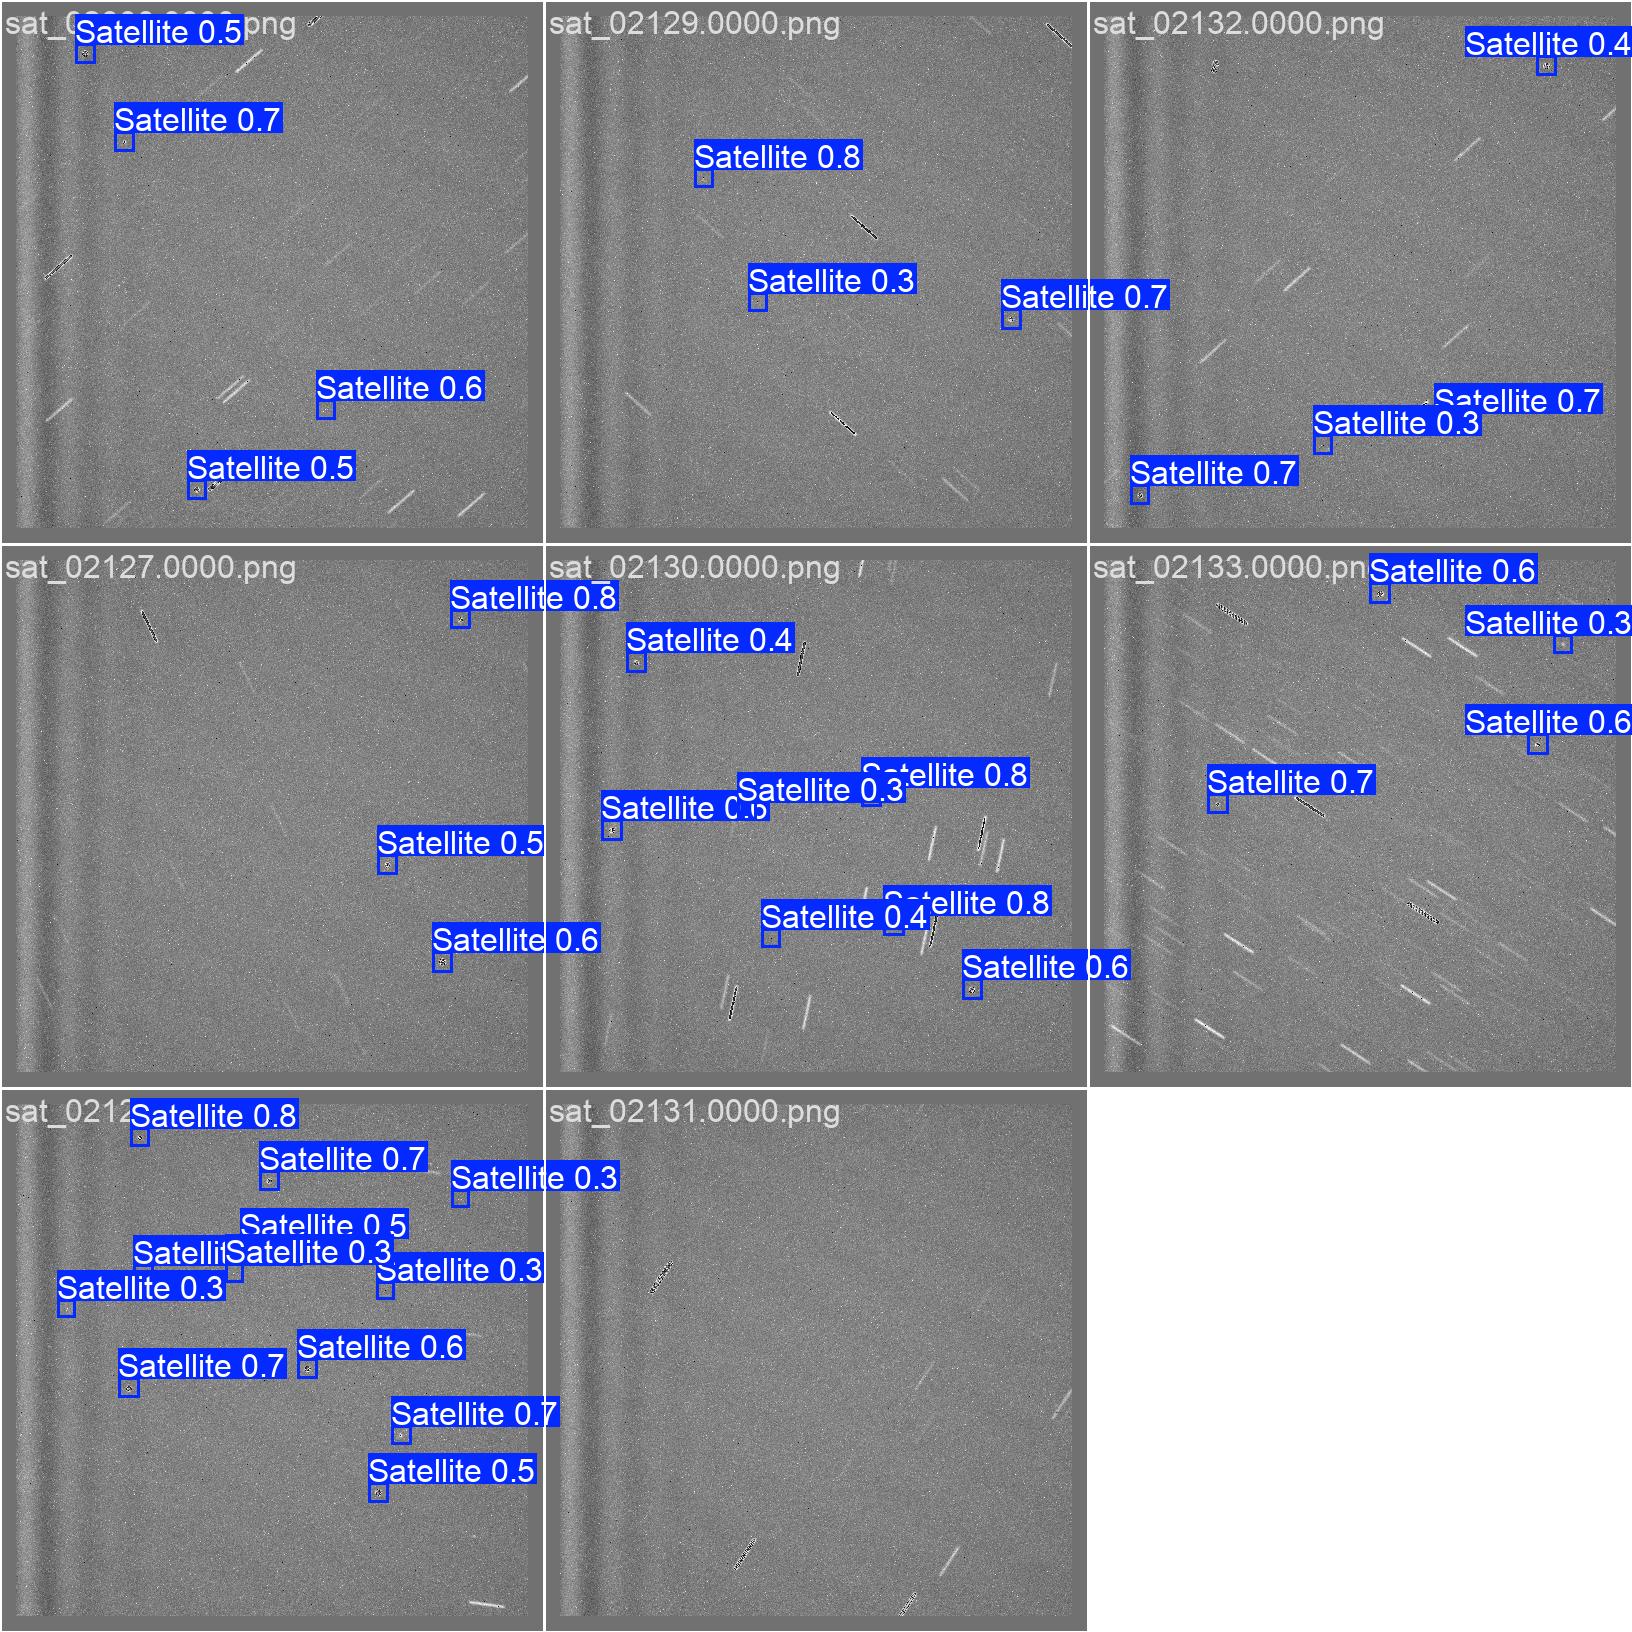 sat_0 png
Satellite 0.5
Satellite 0.7
Satellite 0.6
Satellite 0.5
sat_02129.0000.png
Satellite 0.8
Satellite 0.3
Satellite 0.7
sat_02132.0000.png
Satellite 0.4
Satellite 0.7
Satellite 0.3
Satellite 0.7
sat_02127.0000.png
Satellite 0.8
Satellite 0.5
Satellite 0.6
sat_02130.0000.png
Satellite 0.4
Satellite 0.8
Satellite 0.3
Satellite
Satellite 0.8
Satellite 0.4
Satellite 0.6
sat_02133.0000.pn
Satellite 0.6
Satellite 0.3
Satellite 0.6
Satellite 0.7
sat_0212
Satellite 0.8
Satellite 0.7
Satellite 0.3
Satellite 0.5
Satellit
Satellite 0.3
Satellite 0.3
Satellite 0.3
Satellite 0.6
Satellite 0.7
Satellite 0.7
Satellite 0.5
sat_02131.0000.png